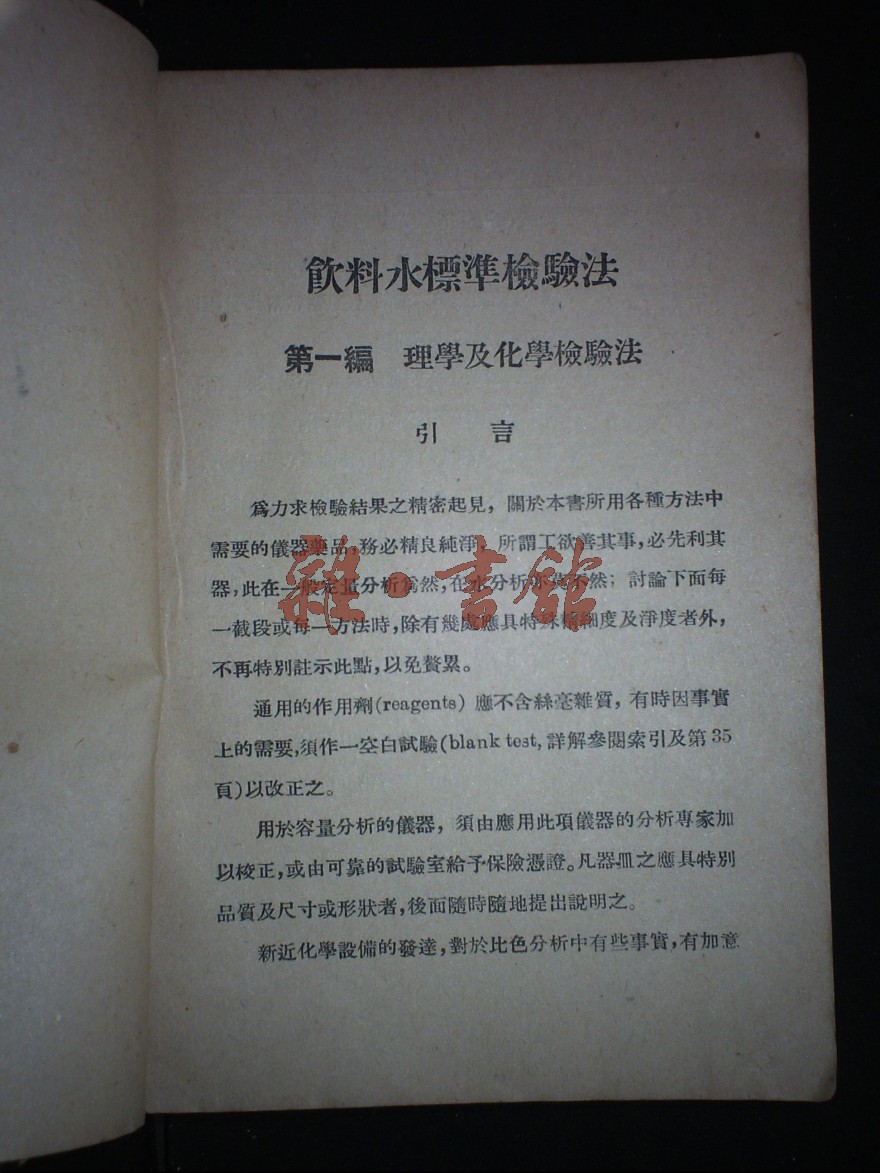 飲料水標準檢驗法
第一編 理學及化學檢驗法
引 言
爲力求檢驗結果之精密起見，關於本書所用各種方法中
需要的儀器藥品，務必精良純淨，所謂工欲善其事，必先利其
器，此在一般定量分析爲然，在水分析亦莫不然；討論下面每
一截段或每一方法時，除有幾處應具特殊精細度及淨度者外，
不再特別註示此點，以免贅累。
通用的作用劑(reagents) 應不含絲毫雜質，有時因事實
上的需要，須作一空白試驗(blank test, 詳解參閱索引及第 35
頁)以改正之。
用於容量分析的儀器，須由應用此項儀器的分析專家加
以校正，或由可靠的試驗室給予保險憑證。凡器皿之應具特別
品質及尺寸或形狀者，後面隨時隨地提出說明之。
新近化學設備的發達，對於比色分析中有些事實，有加意
雜·書館